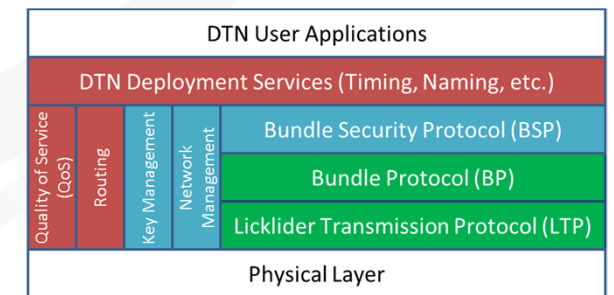 DTN User Applications
DTN Deployment Services (Timing, Naming, etc.)
Quality of Service
(QoS)
Routing
Key Management
Network
Management
Bundle Security Protocol (BSP)
Bundle Protocol (BP)
Licklider Transmission Protocol (LTP)
Physical Layer